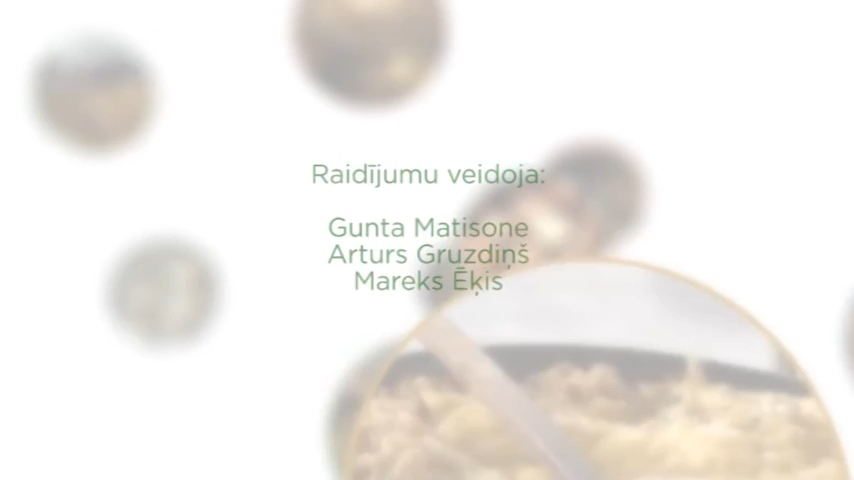 Raidījumu veidoja:
Gunta Matisone
Arturs Gruzdiņš
Mareks Ēķis